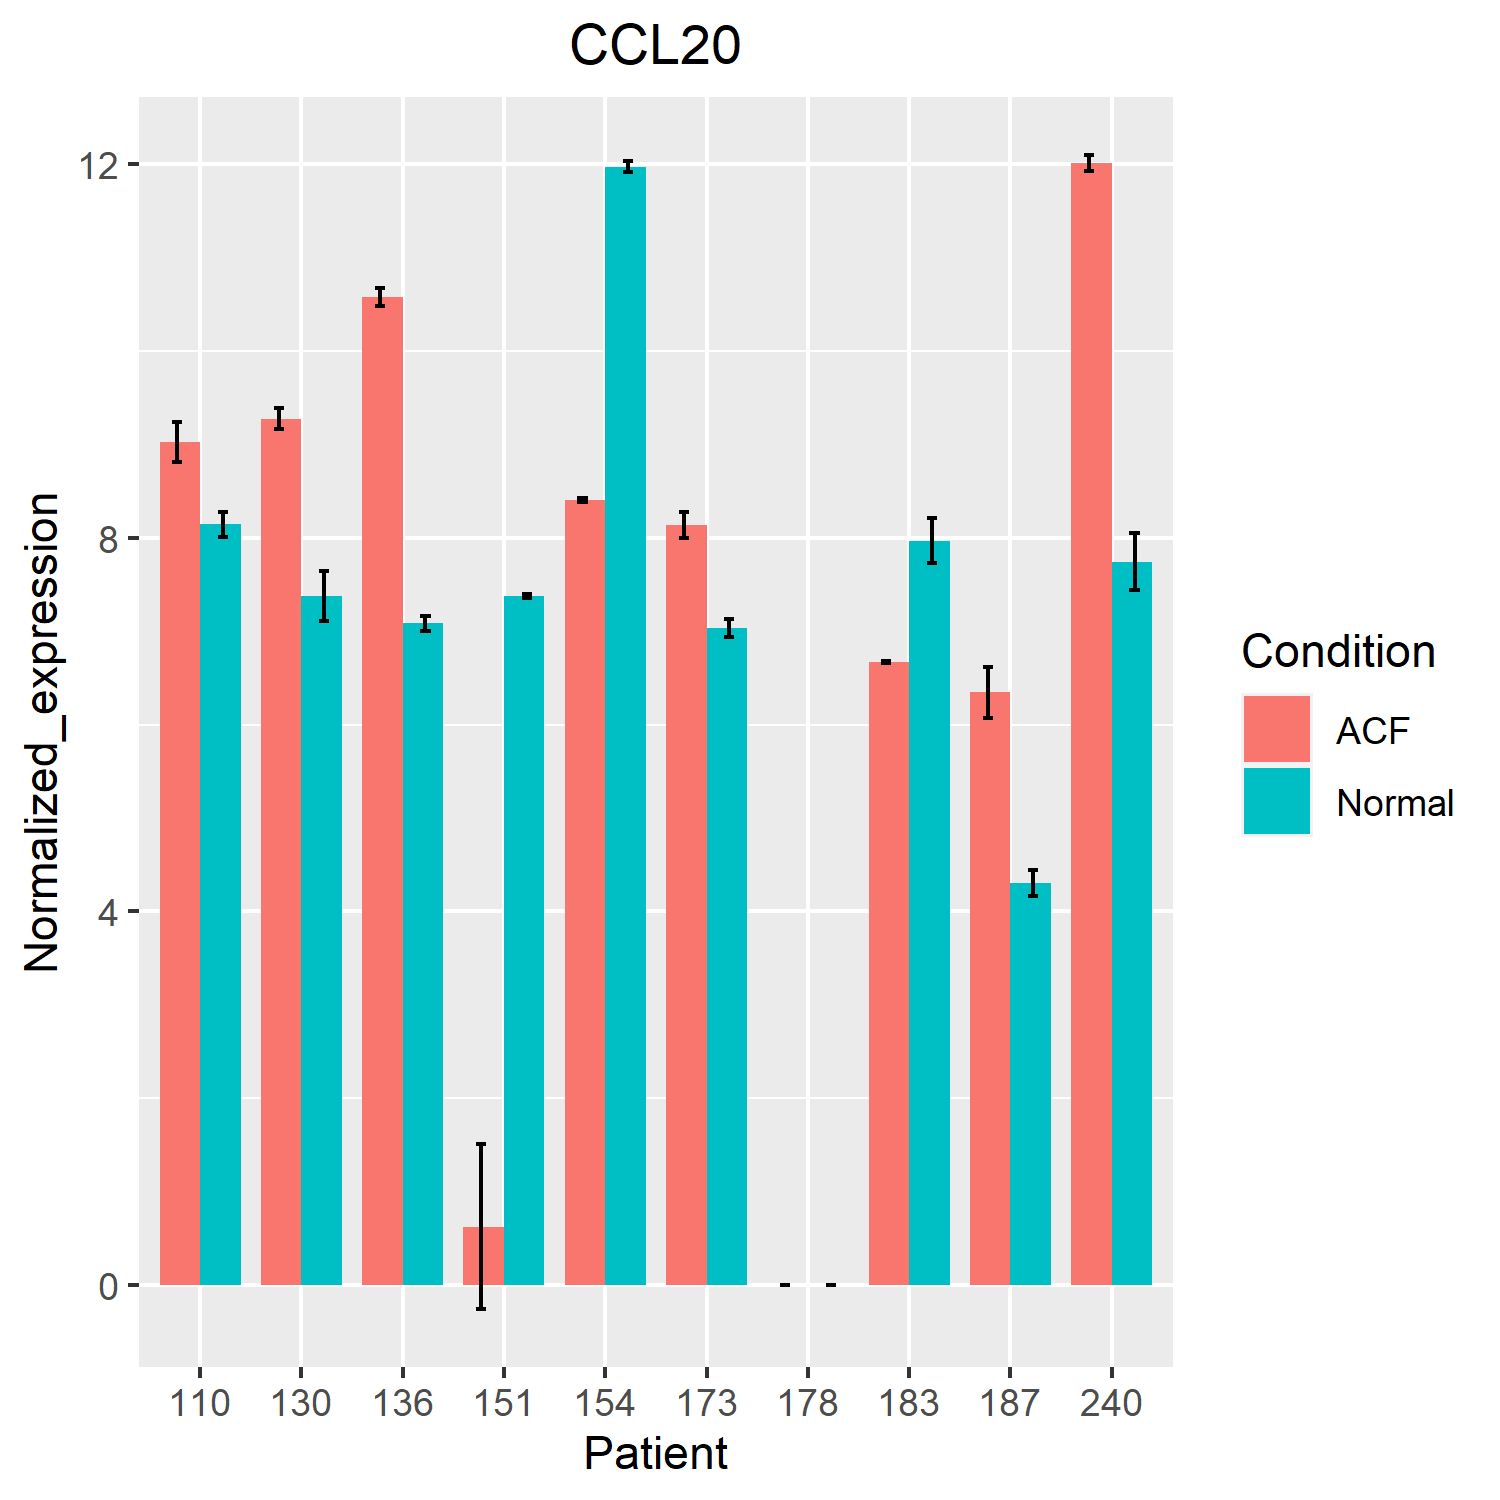 CCL20
12
8
4
0
Normalized_expression
110 130 136 151 154 173 178 183 187 240
Patient
Condition
ACF
Normal